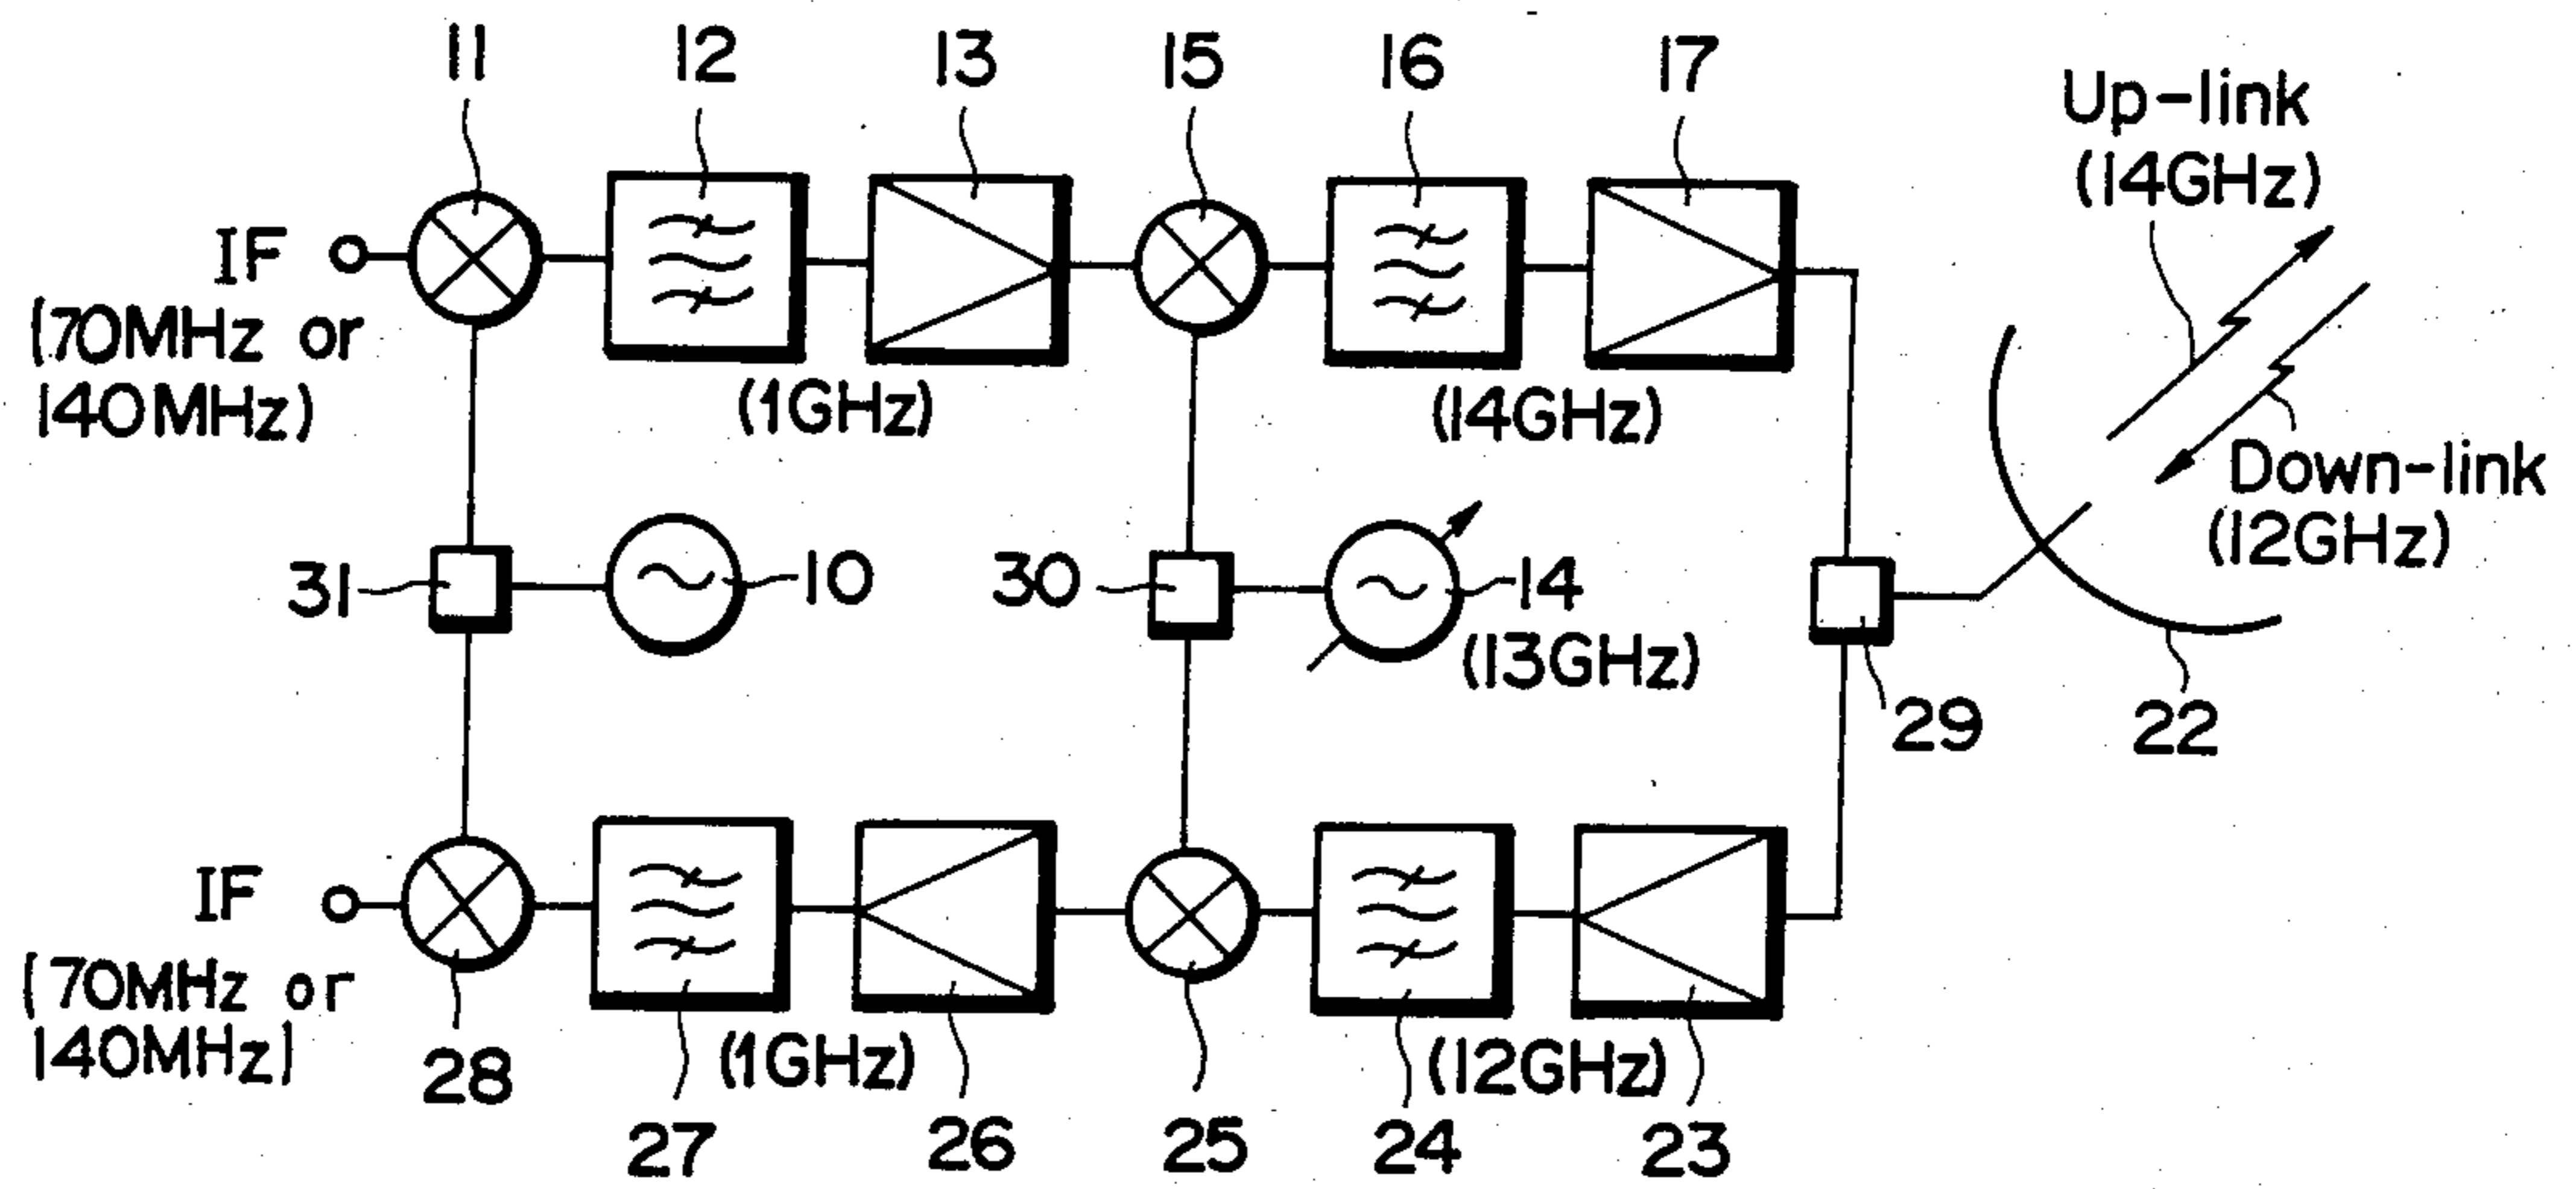 11
12
13
15
16
17
Up-link
(14GHz)
IF
(70MHz or
140MHz)
(1GHz)
(14GHz)
Down-link
(12GHz)
31
10
30
14
(13GHz)
29
22
IF
(70MHz or
140MHz)
28
(1GHz)
(12GHz)
27
26
25
24
23